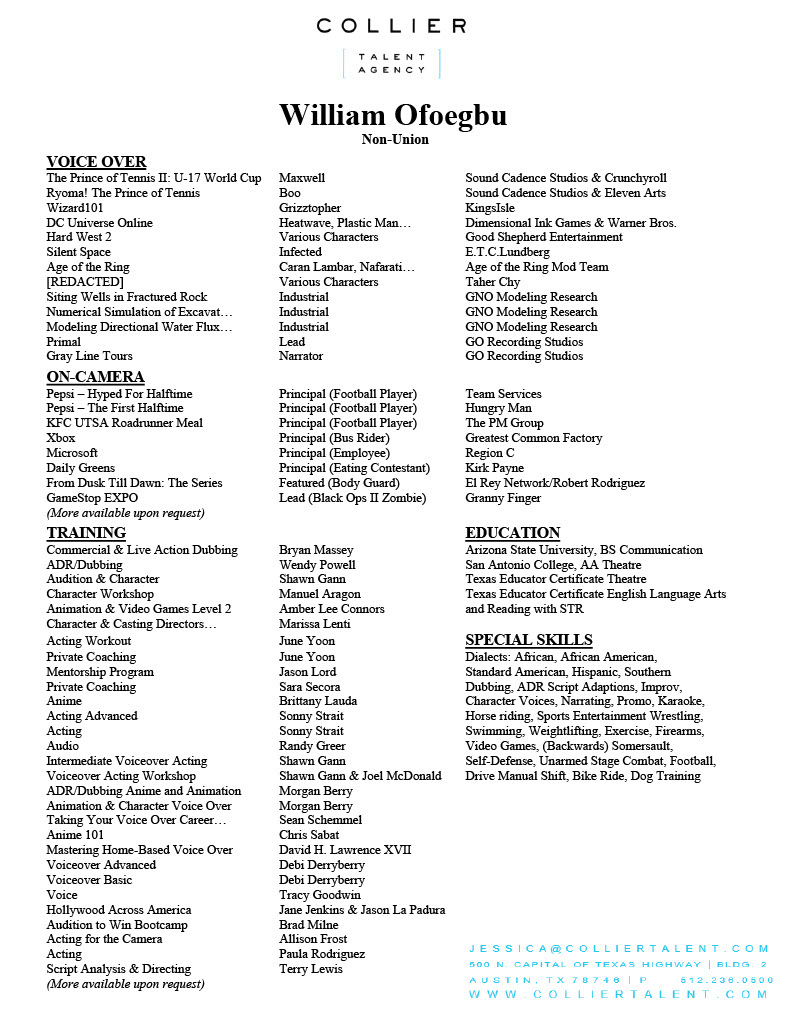 COLLIER
TALENT
AGENCY
William Ofoegbu
Non-Union
VOICE OVER
The Prince of Tennis II: U-17 World Cup Maxwell Sound Cadence Studios & Crunchyroll
Ryoma! The Prince of Tennis Boo Sound Cadence Studios & Eleven Arts
Wizard101 Grizztopher KingsIsle
DC Universe Online Heatwave, Plastic Man… Dimensional Ink Games & Warner Bros.
Hard West 2 Various Characters Good Shepherd Entertainment
Silent Space Infected E.T.C.Lundberg
Age of the Ring Caran Lambar, Nafarati… Age of the Ring Mod Team
[REDACTED] Various Characters Taher Chy
Siting Wells in Fractured Rock Industrial GNO Modeling Research
Numerical Simulation of Excavat… Industrial GNO Modeling Research
Modeling Directional Water Flux… Industrial GNO Modeling Research
Primal Lead GO Recording Studios
Gray Line Tours Narrator GO Recording Studios
ON-CAMERA
Pepsi – Hyped For Halftime Principal (Football Player) Team Services
Pepsi – The First Halftime Principal (Football Player) Hungry Man
KFC UTSA Roadrunner Meal Principal (Football Player) The PM Group
Xbox Principal (Bus Rider) Greatest Common Factory
Microsoft Principal (Employee) Region C
Daily Greens Principal (Eating Contestant) Kirk Payne
From Dusk Till Dawn: The Series Featured (Body Guard) El Rey Network/Robert Rodriguez
GameStop EXPO Lead (Black Ops II Zombie) Granny Finger
(More available upon request)
TRAINING
Commercial & Live Action Dubbing Bryan Massey
ADR/Dubbing Wendy Powell
Audition & Character Shawn Gann
Character Workshop Manuel Aragon
Animation & Video Games Level 2 Amber Lee Connors
Character & Casting Directors… Marissa Lenti
Acting Workout June Yoon
Private Coaching June Yoon
Mentorship Program Jason Lord
Private Coaching Sara Secora
Anime Brittany Lauda
Acting Advanced Sonny Strait
Acting Sonny Strait
Audio Randy Greer
Intermediate Voiceover Acting Shawn Gann
Voiceover Acting Workshop Shawn Gann & Joel McDonald
ADR/Dubbing Anime and Animation Morgan Berry
Animation & Character Voice Over Morgan Berry
Taking Your Voice Over Career… Sean Schemmel
Anime 101 Chris Sabat
Mastering Home-Based Voice Over David H. Lawrence XVII
Voiceover Advanced Debi Derryberry
Voiceover Basic Debi Derryberry
Voice Tracy Goodwin
Hollywood Across America Jane Jenkins & Jason La Padura
Audition to Win Bootcamp Brad Milne
Acting for the Camera Allison Frost
Acting Paula Rodriguez
Script Analysis & Directing Terry Lewis
(More available upon request)
EDUCATION
Arizona State University, BS Communication
San Antonio College, AA Theatre
Texas Educator Certificate Theatre
Texas Educator Certificate English Language Arts
and Reading with STR
SPECIAL SKILLS
Dialects: African, African American,
Standard American, Hispanic, Southern
Dubbing, ADR Script Adaptions, Improv,
Character Voices, Narrating, Promo, Karaoke,
Horse riding, Sports Entertainment Wrestling,
Swimming, Weightlifting, Exercise, Firearms,
Video Games, (Backwards) Somersault,
Self-Defense, Unarmed Stage Combat, Football,
Drive Manual Shift, Bike Ride, Dog Training
JESSICA@COLLIERTALENT.COM
500 N. CAPITAL OF TEXAS HIGHWAY | BLDG. 2
AUSTIN, TX 78746 | P 512.236.0500
WWW.COLLIERTALENT.COM